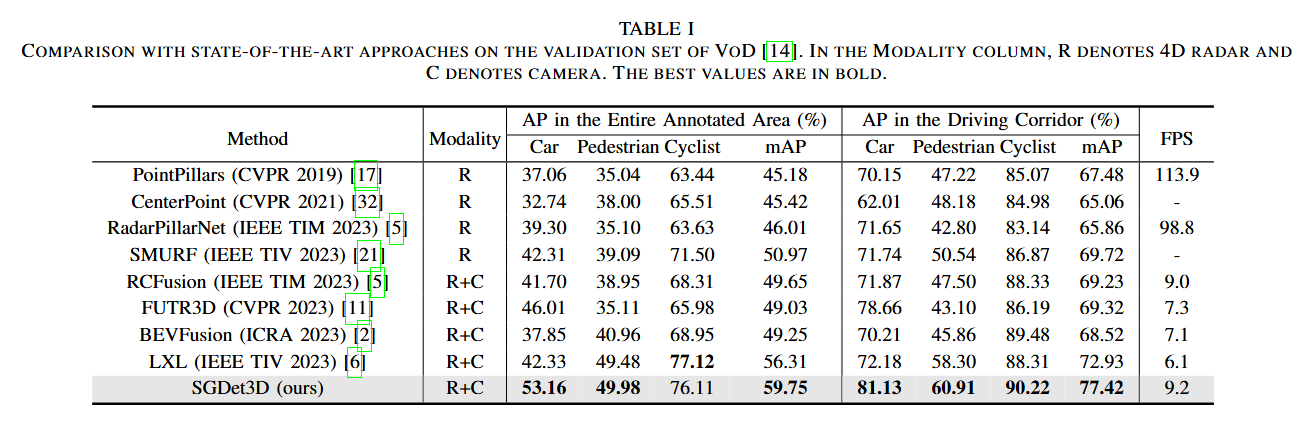 TABLE I
COMPARISON WITH STATE-OF-THE-ART APPROACHES ON THE VALIDATION SET OF VOD [14]. IN THE MODALITY COLUMN, R DENOTES 4D RADAR AND
C DENOTES CAMERA. THE BEST VALUES ARE IN BOLD.
Method Modality AP in the Entire Annotated Area (%) AP in the Driving Corridor (%) FPS
Car Pedestrian Cyclist mAP Car Pedestrian Cyclist mAP
PointPillars (CVPR 2019) [17] R 37.06 35.04 63.44 45.18 70.15 47.22 85.07 67.48 113.9
CenterPoint (CVPR 2021) [32] R 32.74 38.00 65.51 45.42 62.01 48.18 84.98 65.06 -
RadarPillarNet (IEEE TIM 2023) [5] R 39.30 35.10 63.63 46.01 71.65 42.80 83.14 65.86 98.8
SMURF (IEEE TIV 2023) [21] R 42.31 39.09 71.50 50.97 71.74 50.54 86.87 69.72 -
RCFusion (IEEE TIM 2023) [5] R+C 41.70 38.95 68.31 49.65 71.87 47.50 88.33 69.23 9.0
FUTR3D (CVPR 2023) [11] R+C 46.01 35.11 65.98 49.03 78.66 43.10 86.19 69.32 7.3
BEVFusion (ICRA 2023) [2] R+C 37.85 40.96 68.95 49.25 70.21 45.86 89.48 68.52 7.1
LXL (IEEE TIV 2023) [6] R+C 42.33 49.48 77.12 56.31 72.18 58.30 88.31 72.93 6.1
SGDet3D (ours) R+C 53.16 49.98 76.11 59.75 81.13 60.91 90.22 77.42 9.2